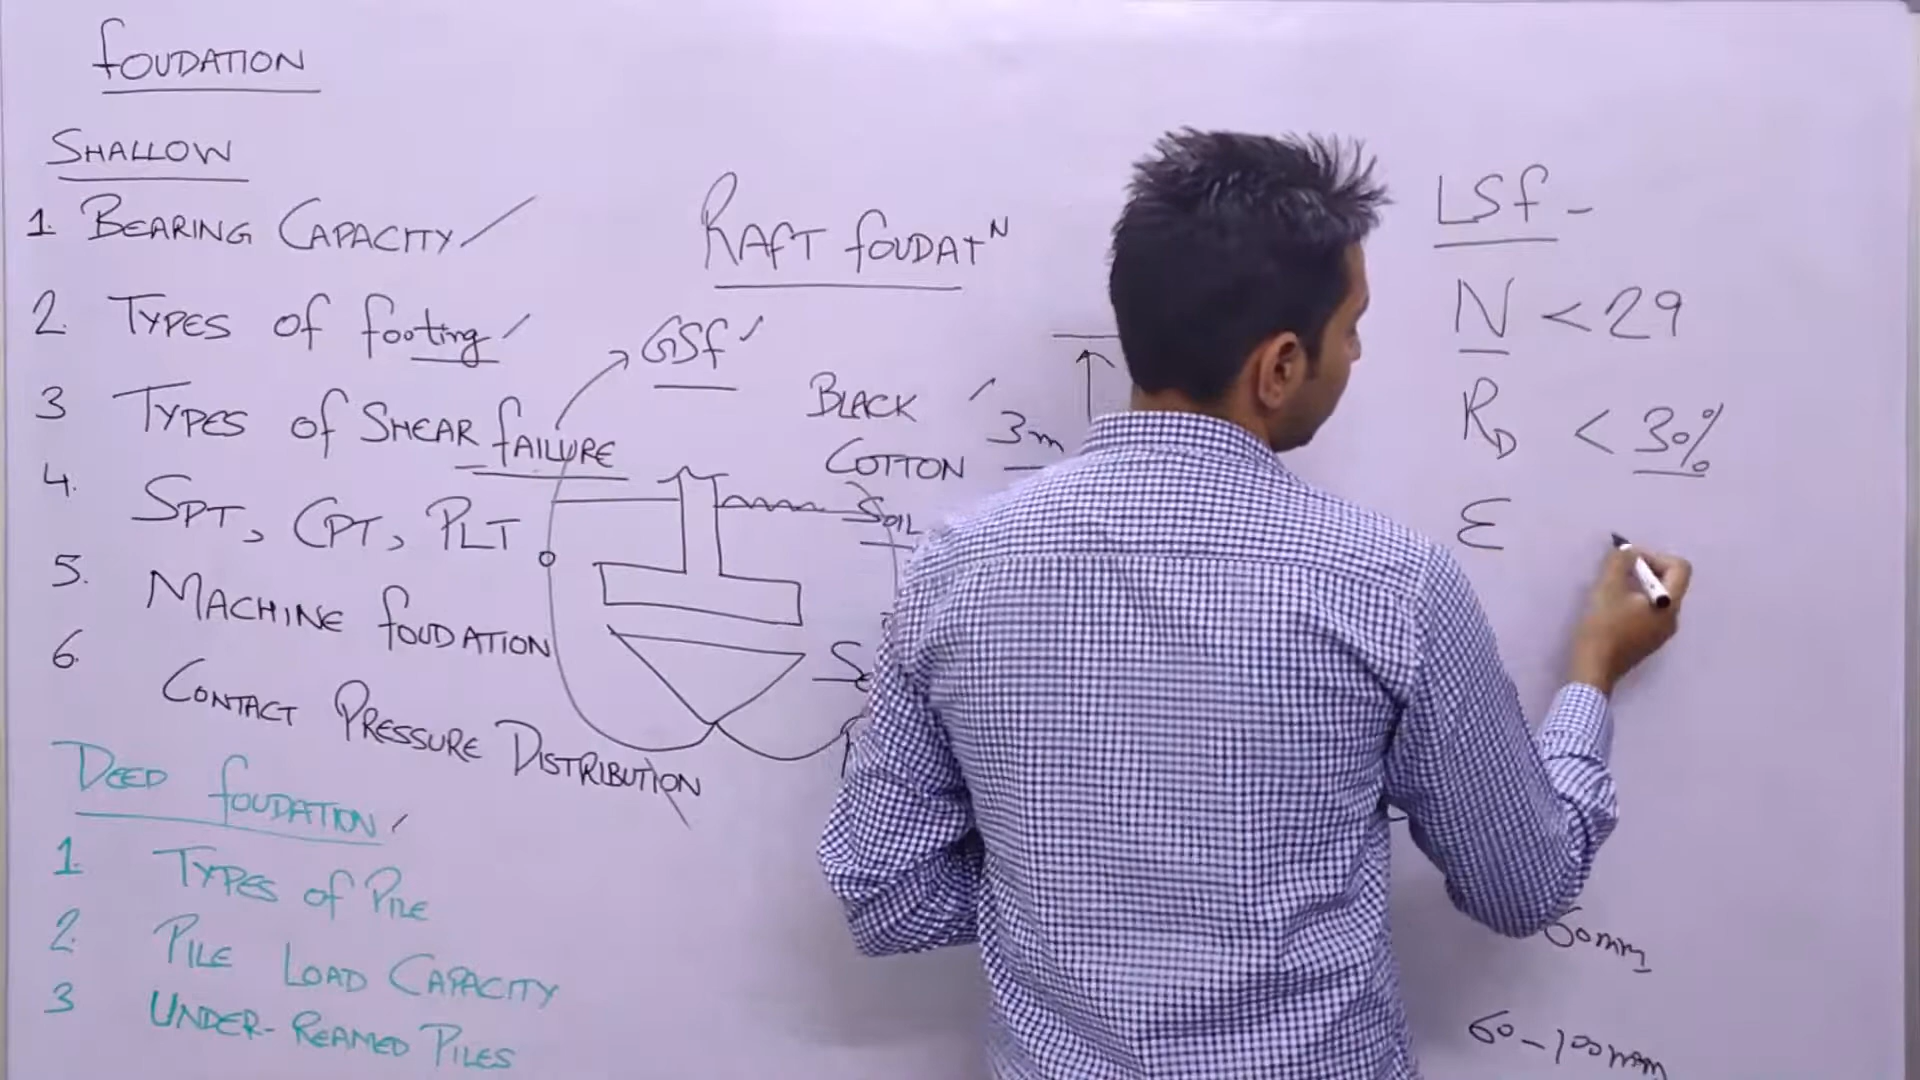 FOUDATION
SHALLOW
1. BEARING CAPACITY
2. TYPES OF FOOTING
3 TYPES OF SHEAR FAILURE
4. SPT, CPT, PLT
5. MACHINE FOUDATION
6. CONTACT PRESSURE DISTRIBUTION
DEEP FOUDATION
1. TYPES OF PILE
2. PILE LOAD CAPACITY
3 UNDER-REAMED PILES
RAFT FOUDATN
GSF
BLACK
COTTON
SOIL
3m
LSF -
N < 29
RD < 30%
ε
60mm
60-100mm